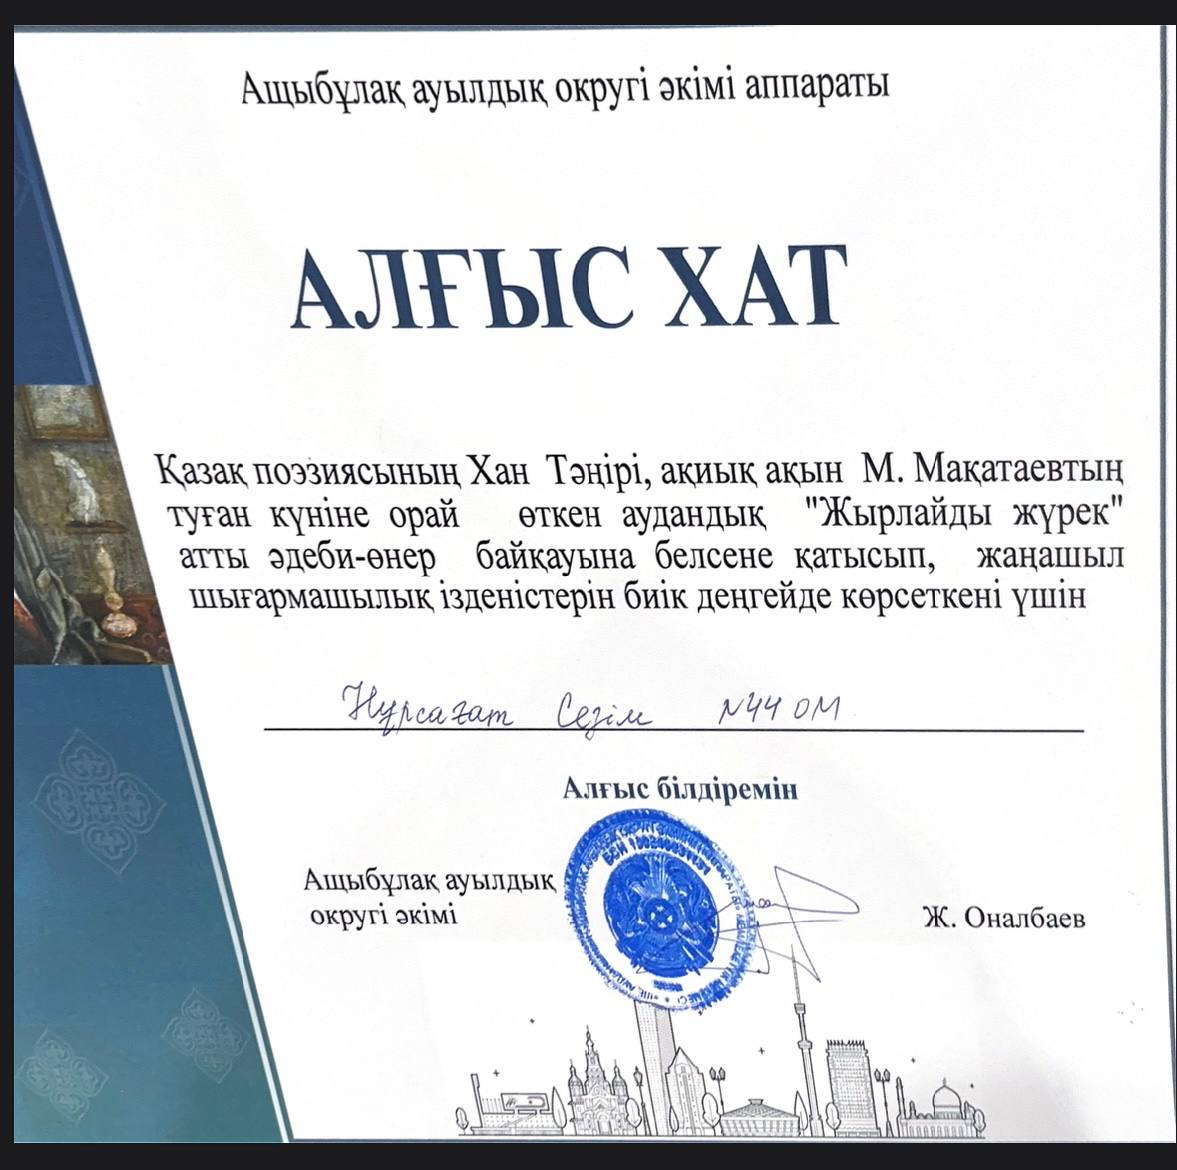 Ащыбұлақ ауылдық округі әкімі аппараты
АЛҒЫС ХАТ
Қазақ поэзиясының Хан Тәңірі, ақиық ақын М. Мақатаевтың
туған күніне орай өткен аудандық "Жырлайды жүрек"
атты әдеби-өнер байқауына белсене қатысып, жаңашыл
шығармашылық ізденістерін биік деңгейде көрсеткені үшін
Нұрсағат Сезім №44 ОМ
Алғыс білдіремін
Ащыбұлақ ауылдық
округі әкімі
Ж. Оналбаев